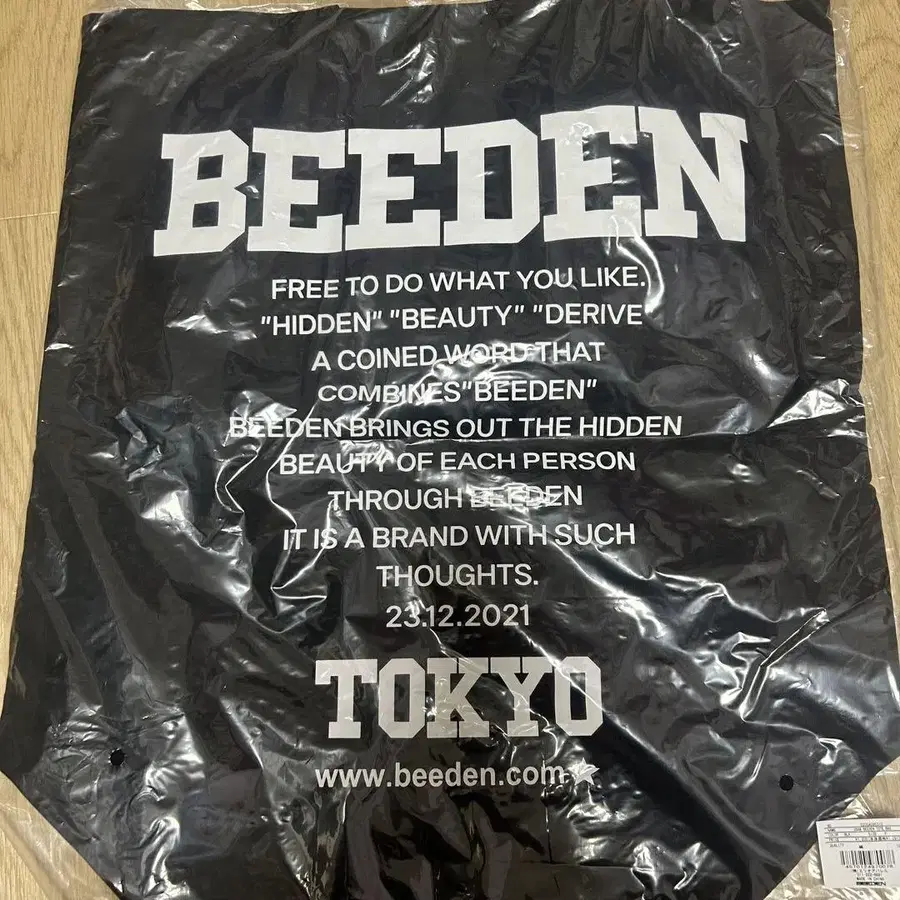 BEEDEN
FREE TO DO WHAT YOU LIKE.
"HIDDEN" "BEAUTY" "DERIVE
A COINED WORD THAT
COMBINES"BEEDEN"
BEEDEN BRINGS OUT THE HIDDEN
BEAUTY OF EACH PERSON
THROUGH BEEDEN
IT IS A BRAND WITH SUCH
THOUGHTS.
23.12.2021
TOKYO
www.beeden.com